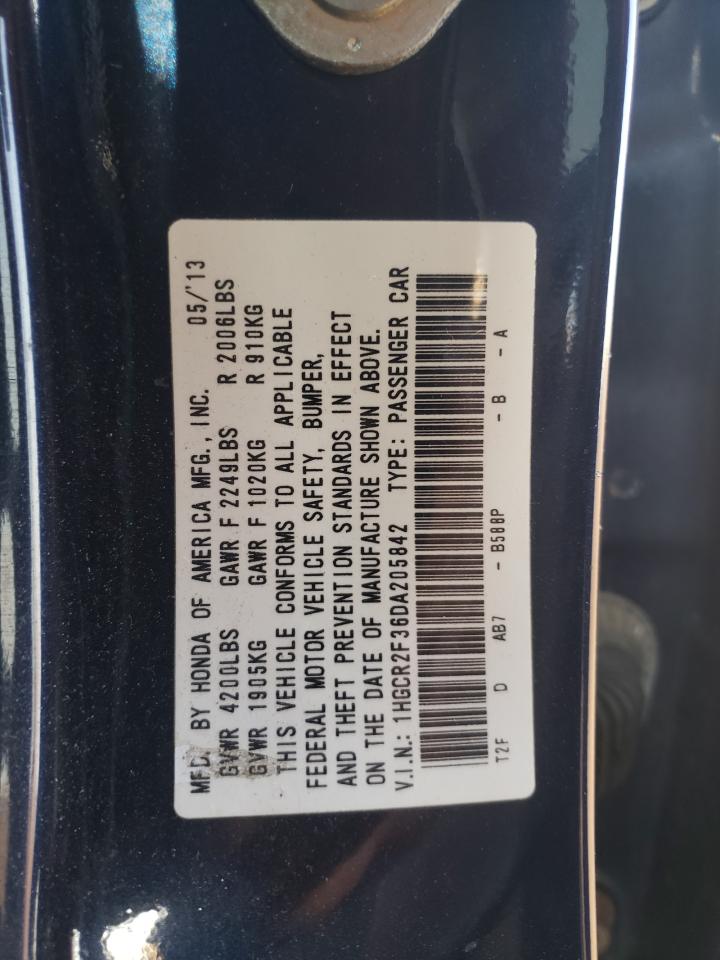 MFD. BY HONDA OF AMERICA MFG., INC. 05/'13
GVWR 4200LBS GAWR F 2249LBS R 2006LBS
GVWR 1905KG GAWR F 1020KG R 910KG
THIS VEHICLE CONFORMS TO ALL APPLICABLE
FEDERAL MOTOR VEHICLE SAFETY, BUMPER,
AND THEFT PREVENTION STANDARDS IN EFFECT
ON THE DATE OF MANUFACTURE SHOWN ABOVE.
V.I.N.: 1HGCR2F36DA205842 TYPE: PASSENGER CAR
T2F D AB7 - B588P - B - A